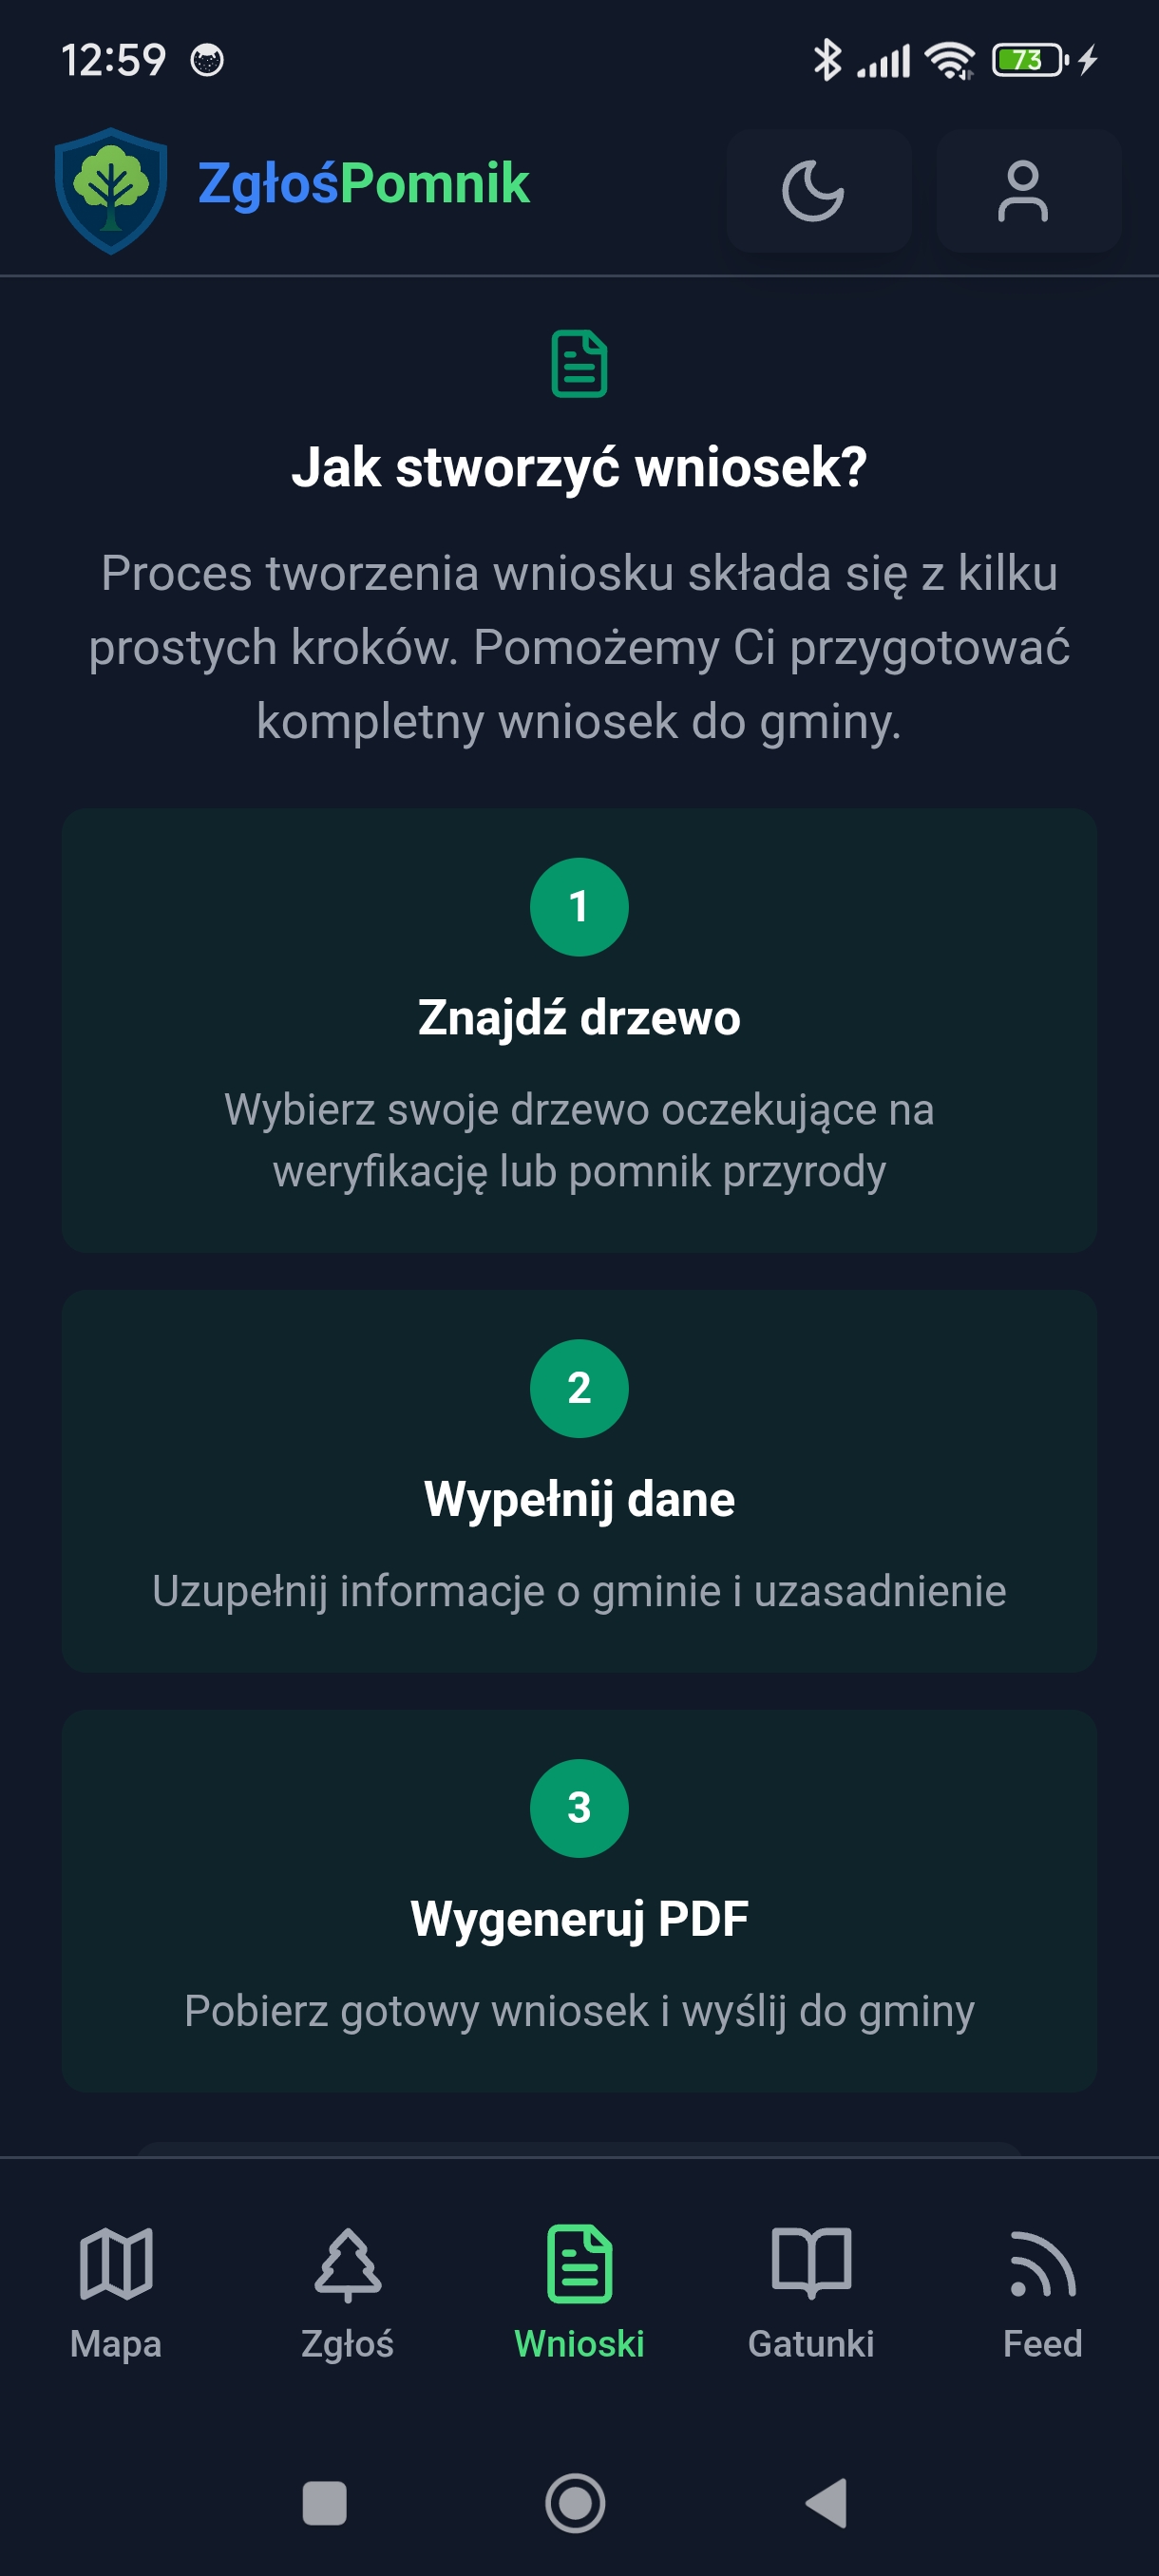 12:59
73
ZgłośPomnik
Jak stworzyć wniosek?
Proces tworzenia wniosku składa się z kilku
prostych kroków. Pomożemy Ci przygotować
kompletny wniosek do gminy.
1
Znajdź drzewo
Wybierz swoje drzewo oczekujące na
weryfikację lub pomnik przyrody
2
Wypełnij dane
Uzupełnij informacje o gminie i uzasadnienie
3
Wygeneruj PDF
Pobierz gotowy wniosek i wyślij do gminy
Mapa
Zgłoś
Wnioski
Gatunki
Feed